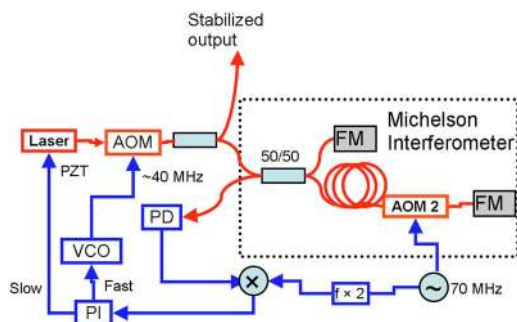 Stabilized
output
Michelson
Interferometer
Laser
AOM
50/50
FM
PZT
~40 MHz
PD
AOM 2
FM
VCO
Slow
Fast
PI
×
f × 2
~
70 MHz